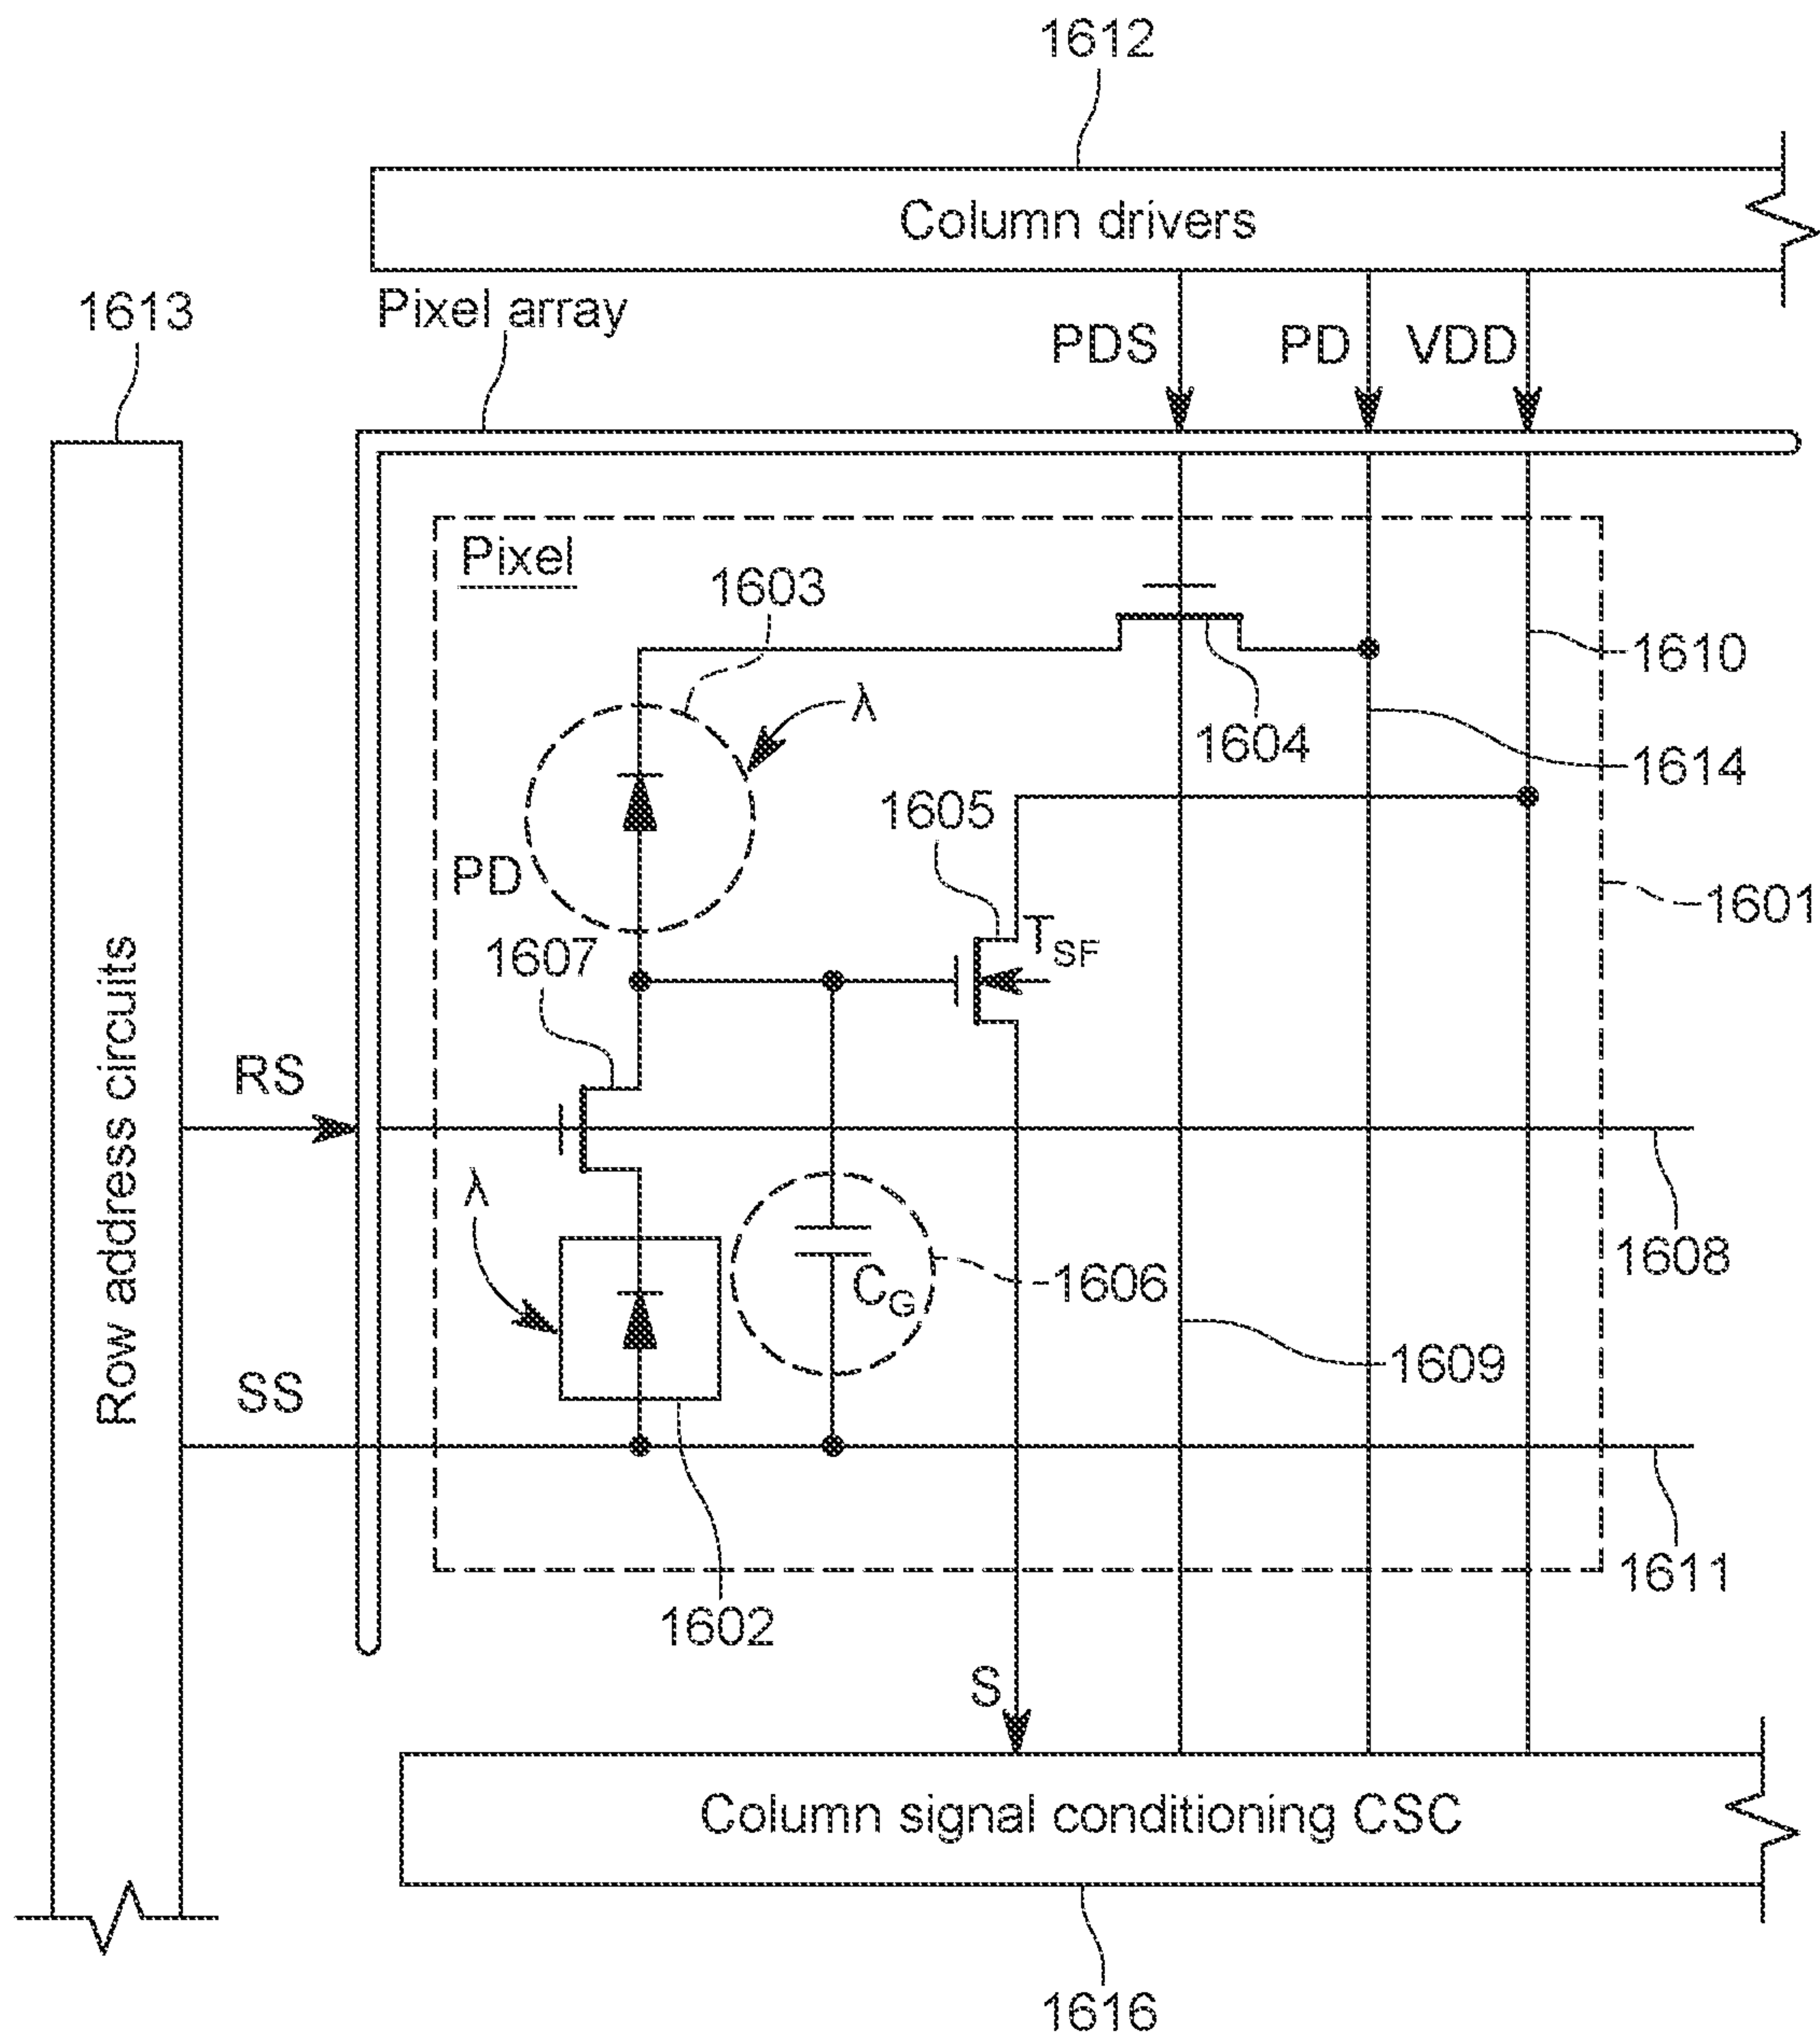 1612
Column drivers
1613
Pixel array
PDS
PD
VDD
Pixel
1603
λ
1604
1610
1614
1605
PD
1601
TSF
1607
Row address circuits
RS
λ
1608
CG
1606
1609
SS
1611
1602
S
Column signal conditioning CSC
1616